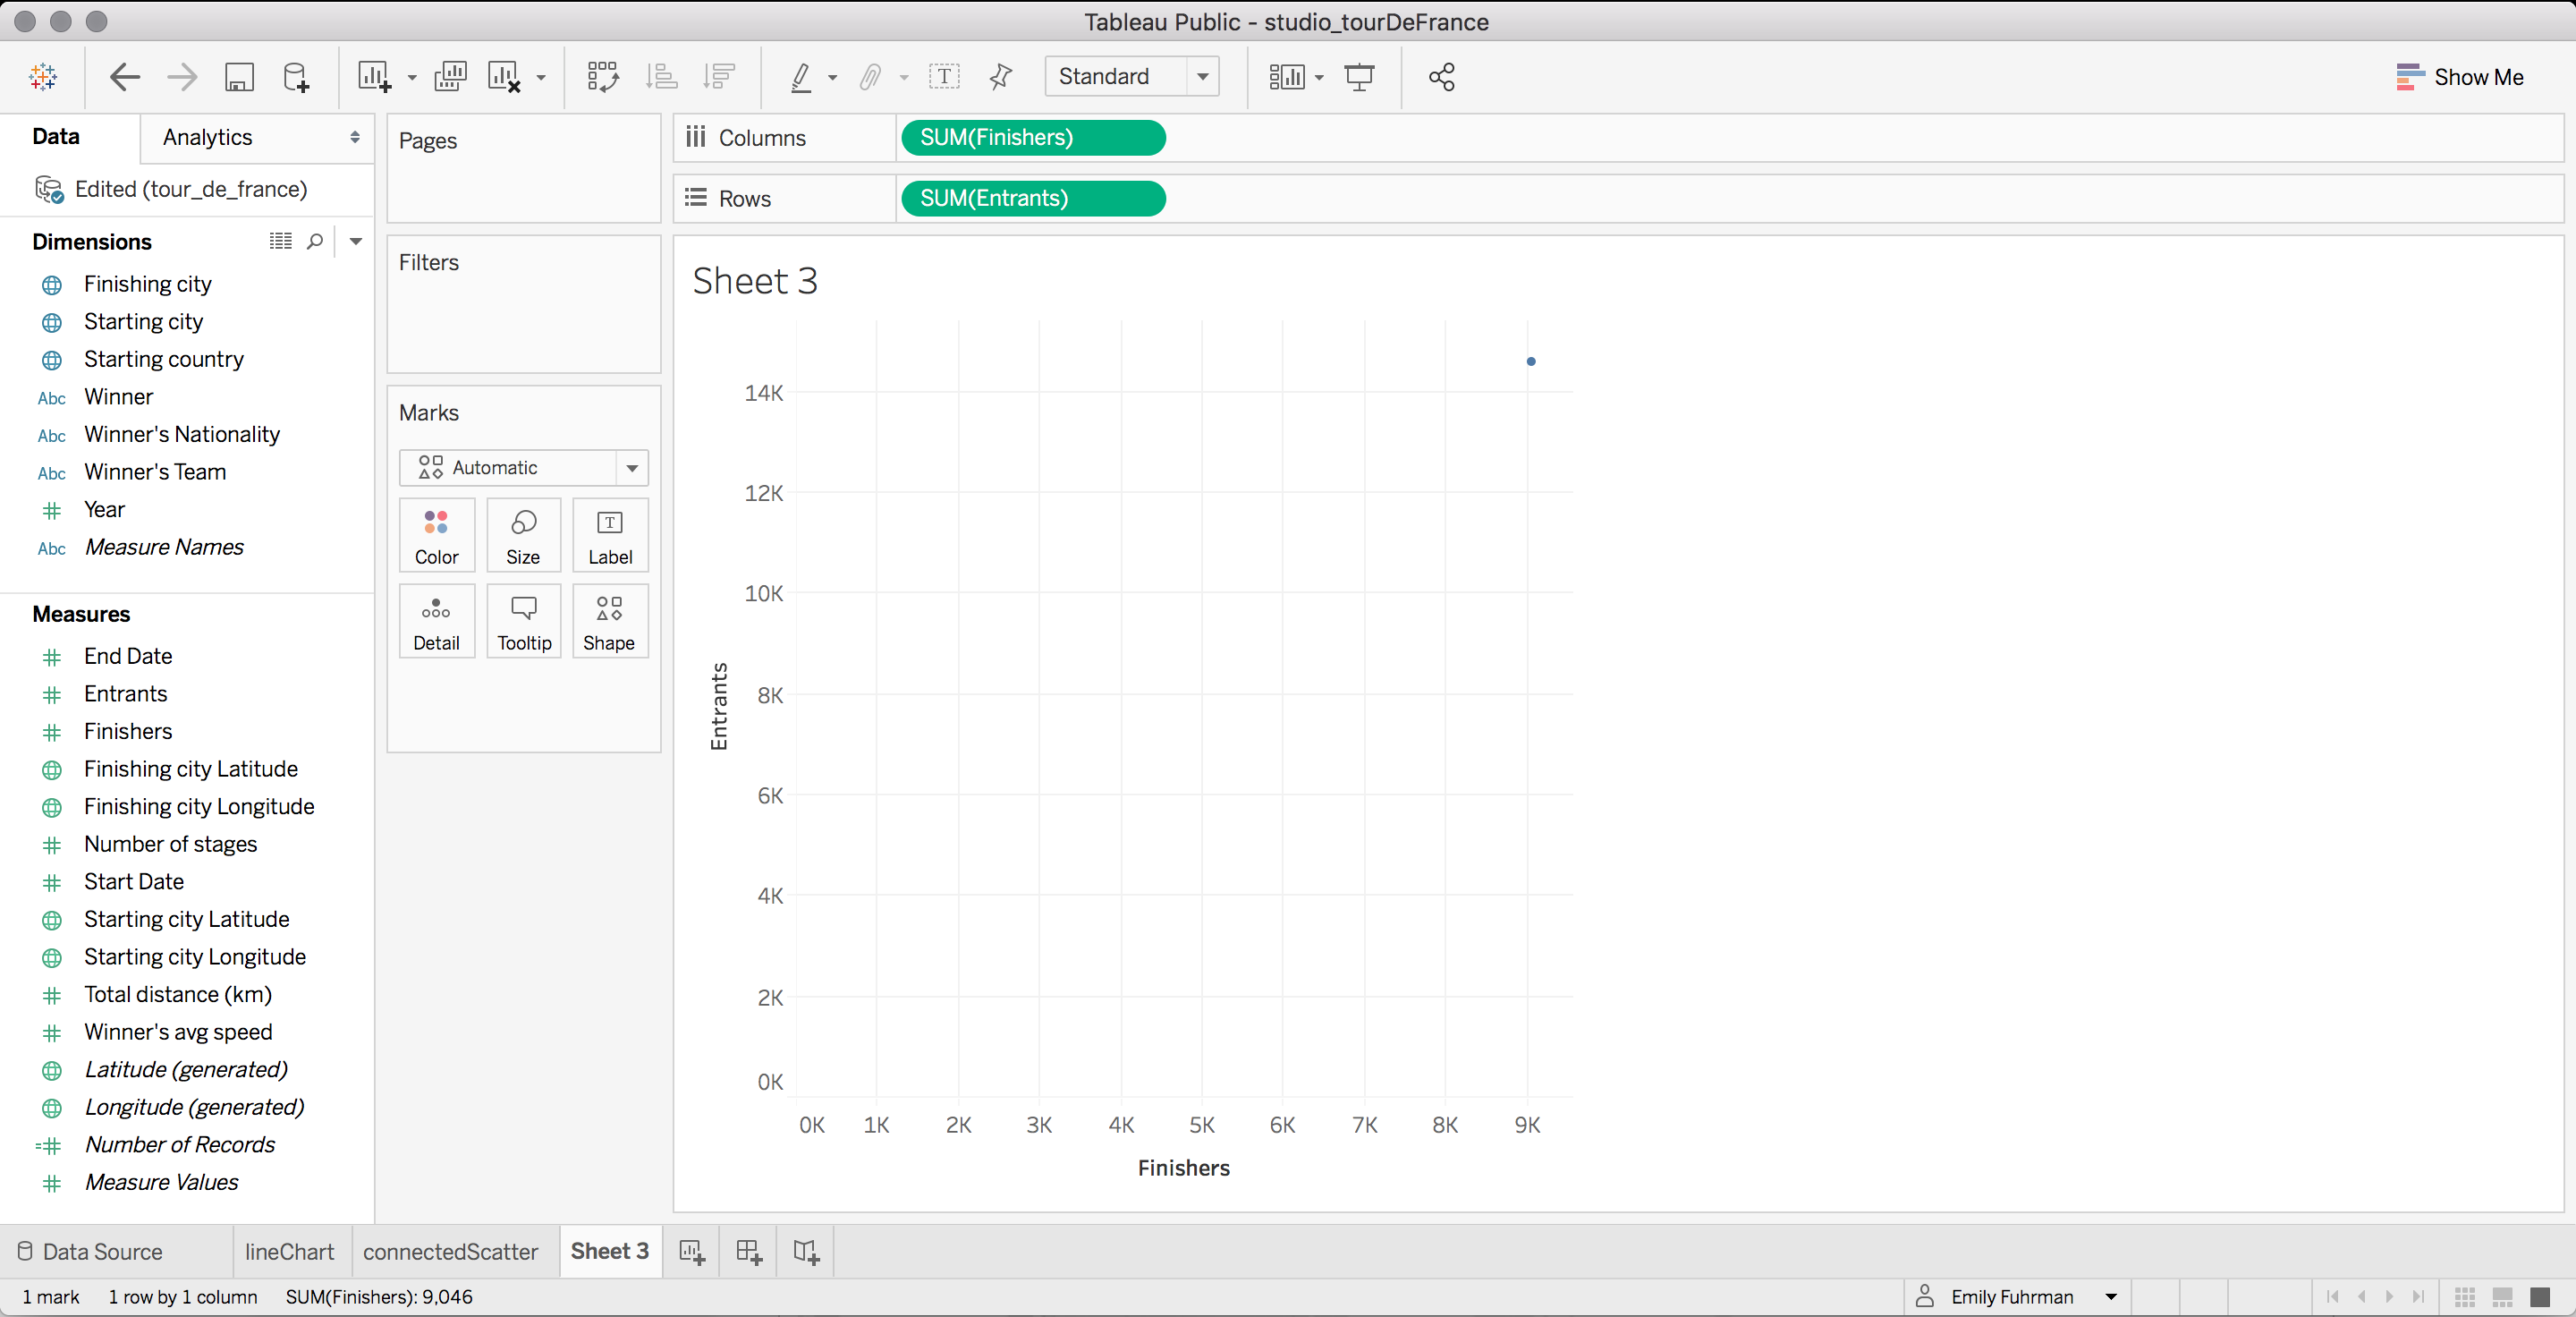 Tableau Public - studio_tourDeFrance
Standard
Show Me
Data
Analytics
Edited (tour_de_france)
Dimensions
Finishing city
Starting city
Starting country
Abc Winner
Abc Winner's Nationality
Abc Winner's Team
Year
Abc Measure Names
Measures
End Date
Entrants
Finishers
Finishing city Latitude
Finishing city Longitude
Number of stages
Start Date
Starting city Latitude
Starting city Longitude
Total distance (km)
Winner's avg speed
Latitude (generated)
Longitude (generated)
Number of Records
Measure Values
Pages
Filters
Marks
Automatic
Color Size Label
Detail Tooltip Shape
Columns SUM(Finishers)
Rows SUM(Entrants)
Sheet 3
14K
12K
10K
8K
6K
4K
2K
0K
Entrants
0K 1K 2K 3K 4K 5K 6K 7K 8K 9K
Finishers
Data Source lineChart connectedScatter Sheet 3
1 mark 1 row by 1 column SUM(Finishers): 9,046 Emily Fuhrman